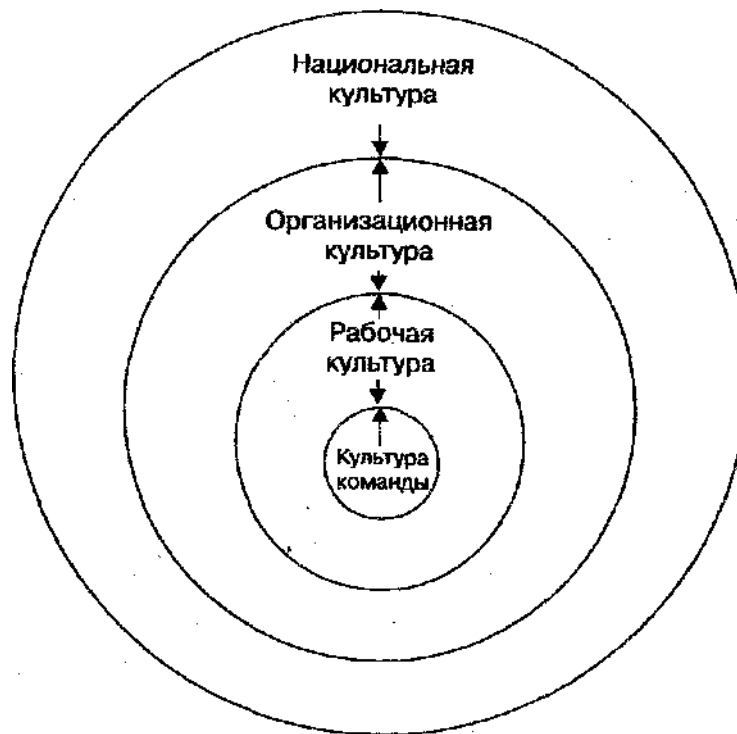 Национальная
культура
Организационная
культура
Рабочая
культура
Культура
команды